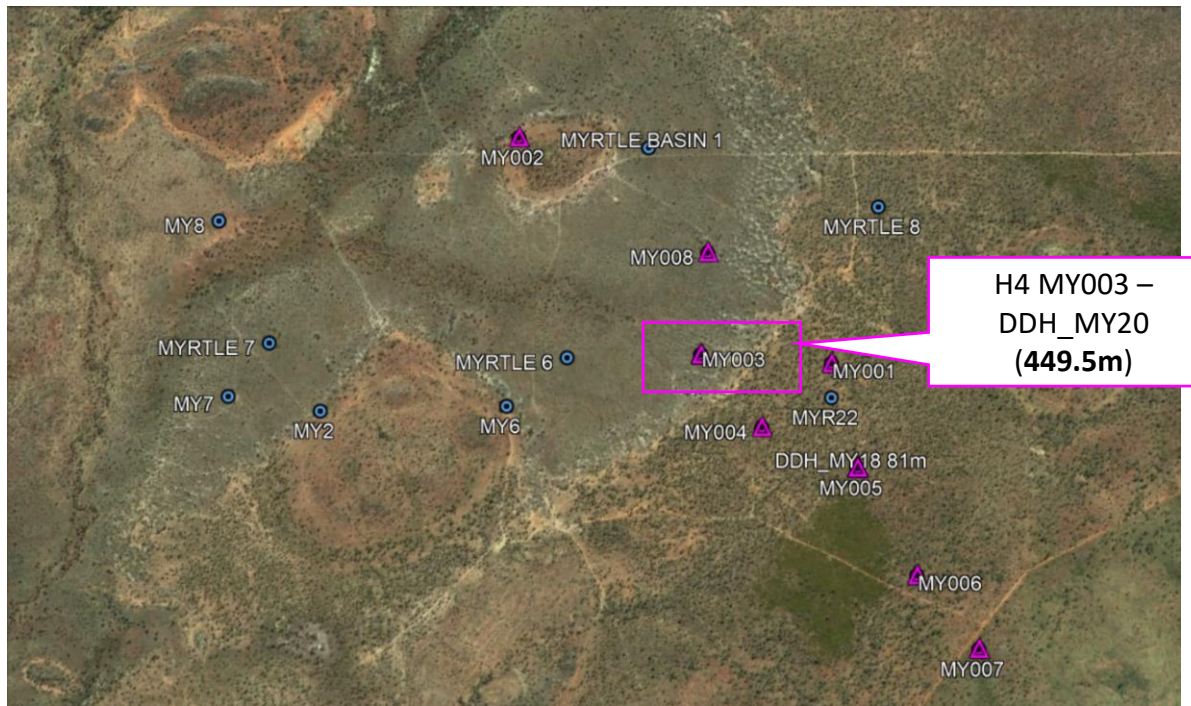 MYRTLE BASIN 1
MY002
MY8
MYRTLE 8
MY008
H4 MY003 –
DDH_MY20
(449.5m)
MYRTLE 7
MYRTLE 6
MY003
MY001
MY7
MY2
MY6
MYR22
MY004
DDH_MY18 81m
MY005
MY006
MY007